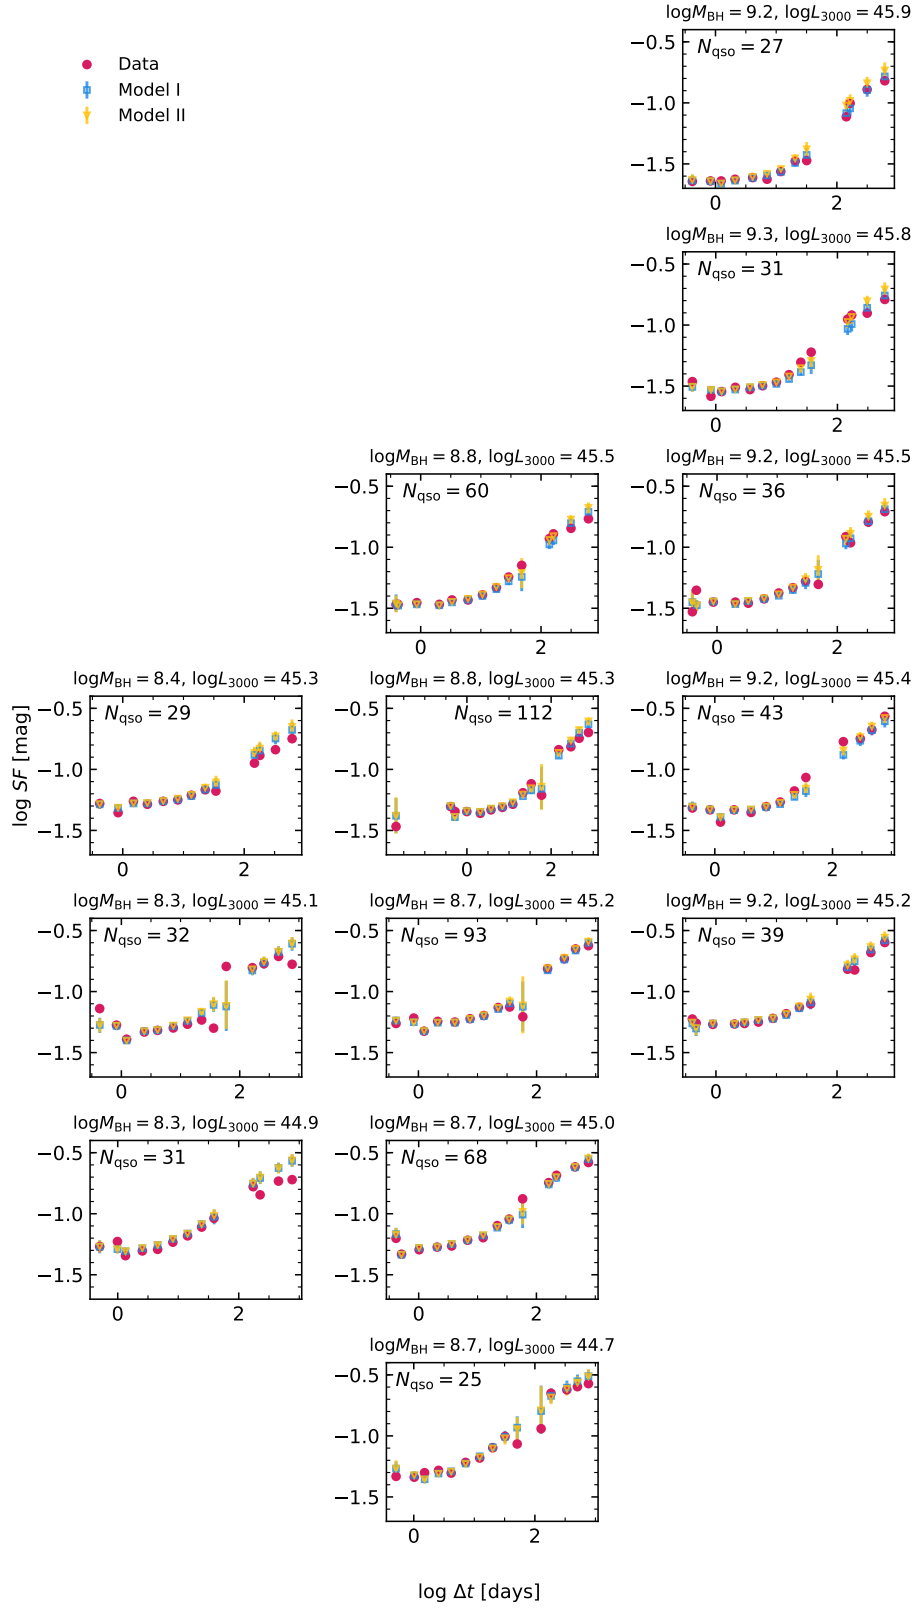 Data
Model I
Model II
logM_BH = 9.2, logL_3000 = 45.9
N_qso = 27
−0.5
−1.0
−1.5
0 2
logM_BH = 9.3, logL_3000 = 45.8
N_qso = 31
−0.5
−1.0
−1.5
0 2
logM_BH = 8.8, logL_3000 = 45.5
N_qso = 60
−0.5
−1.0
−1.5
0 2
logM_BH = 9.2, logL_3000 = 45.5
N_qso = 36
−0.5
−1.0
−1.5
0 2
logM_BH = 8.4, logL_3000 = 45.3
N_qso = 29
−0.5
−1.0
−1.5
0 2
logM_BH = 8.8, logL_3000 = 45.3
N_qso = 112
−0.5
−1.0
−1.5
0 2
logM_BH = 9.2, logL_3000 = 45.4
N_qso = 43
−0.5
−1.0
−1.5
0 2
log SF [mag]
logM_BH = 8.3, logL_3000 = 45.1
N_qso = 32
−0.5
−1.0
−1.5
0 2
logM_BH = 8.7, logL_3000 = 45.2
N_qso = 93
−0.5
−1.0
−1.5
0 2
logM_BH = 9.2, logL_3000 = 45.2
N_qso = 39
−0.5
−1.0
−1.5
0 2
logM_BH = 8.3, logL_3000 = 44.9
N_qso = 31
−0.5
−1.0
−1.5
0 2
logM_BH = 8.7, logL_3000 = 45.0
N_qso = 68
−0.5
−1.0
−1.5
0 2
logM_BH = 8.7, logL_3000 = 44.7
N_qso = 25
−0.5
−1.0
−1.5
0 2
log Δt [days]